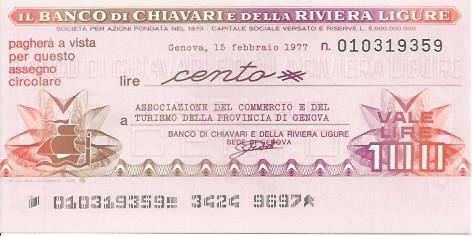 IL BANCO DI CHIAVARI E DELLA RIVIERA LIGURE
SOCIETÀ PER AZIONI FONDATA NEL 1870 - CAPITALE SOCIALE VERSATO E RISERVE L. 5.000.000.000
pagherà a vista
per questo
assegno
circolare
Genova, 15 febbraio 1977
n. 010319359
lire cento
a ASSOCIAZIONE DEL COMMERCIO E DEL
TURISMO DELLA PROVINCIA DI GENOVA
BANCO DI CHIAVARI E DELLA RIVIERA LIGURE
SEDE DI GENOVA
VALE
LIRE
100
010319359 3424 9697